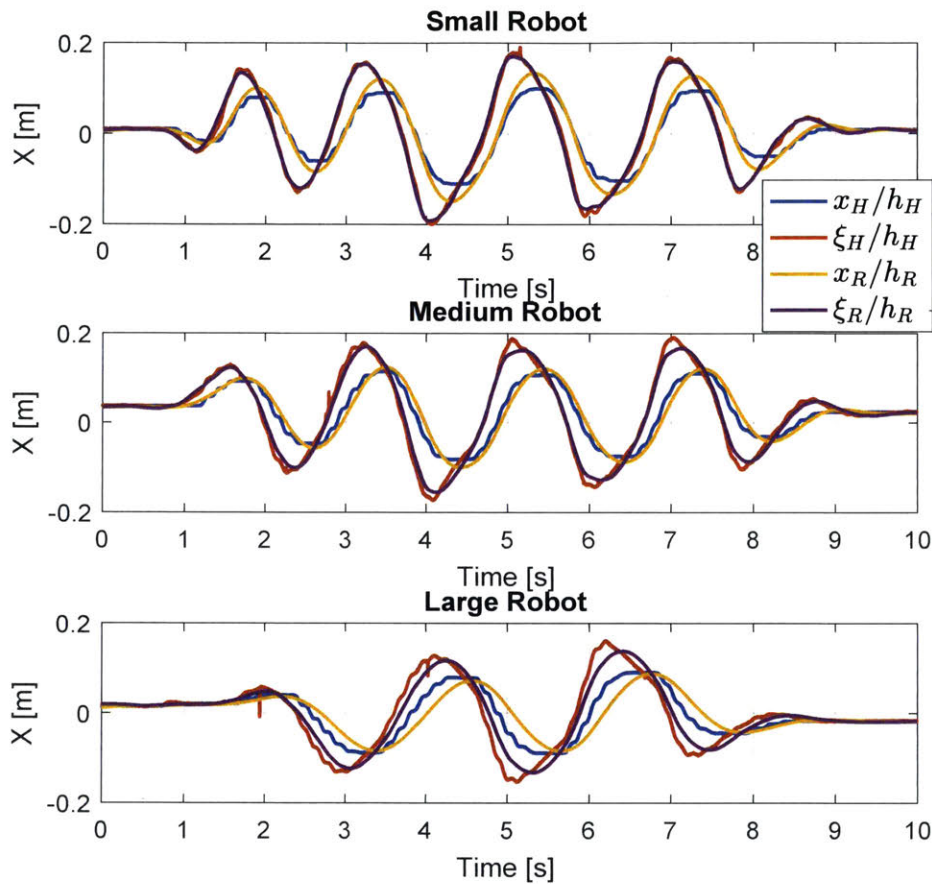 Small Robot
0.2
0
-0.2
X [m]
0 1 2 3 4 5 6 7 8
Time [s]
x_H/h_H
ξ_H/h_H
x_R/h_R
ξ_R/h_R
Medium Robot
0.2
0
-0.2
X [m]
0 1 2 3 4 5 6 7 8 9 10
Time [s]
Large Robot
0.2
0
-0.2
X [m]
0 1 2 3 4 5 6 7 8 9 10
Time [s]